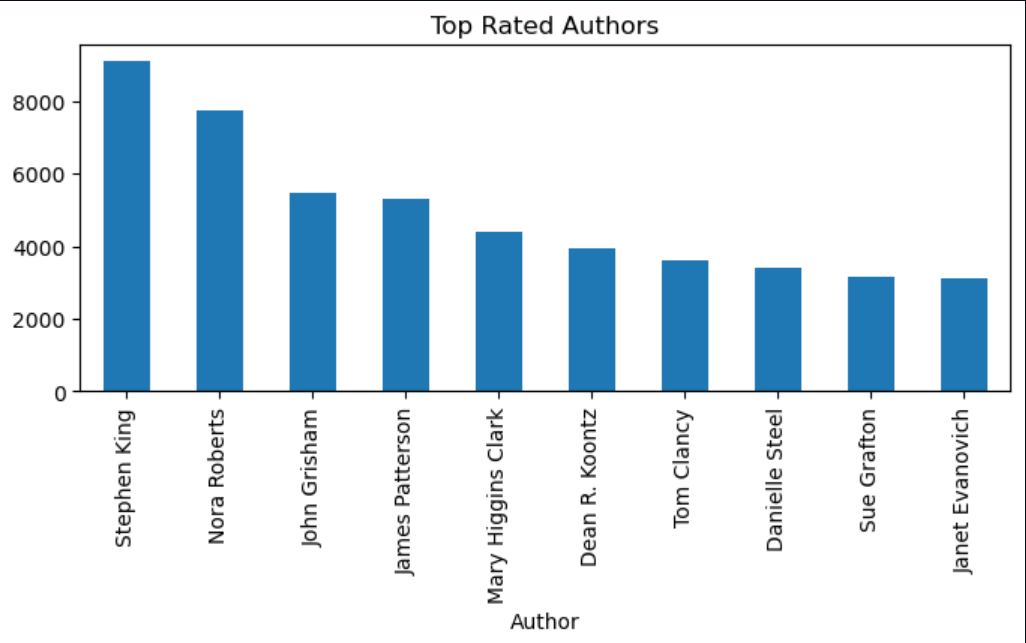 Top Rated Authors
8000
6000
4000
2000
0
Stephen King
Nora Roberts
John Grisham
James Patterson
Mary Higgins Clark
Dean R. Koontz
Tom Clancy
Danielle Steel
Sue Grafton
Janet Evanovich
Author